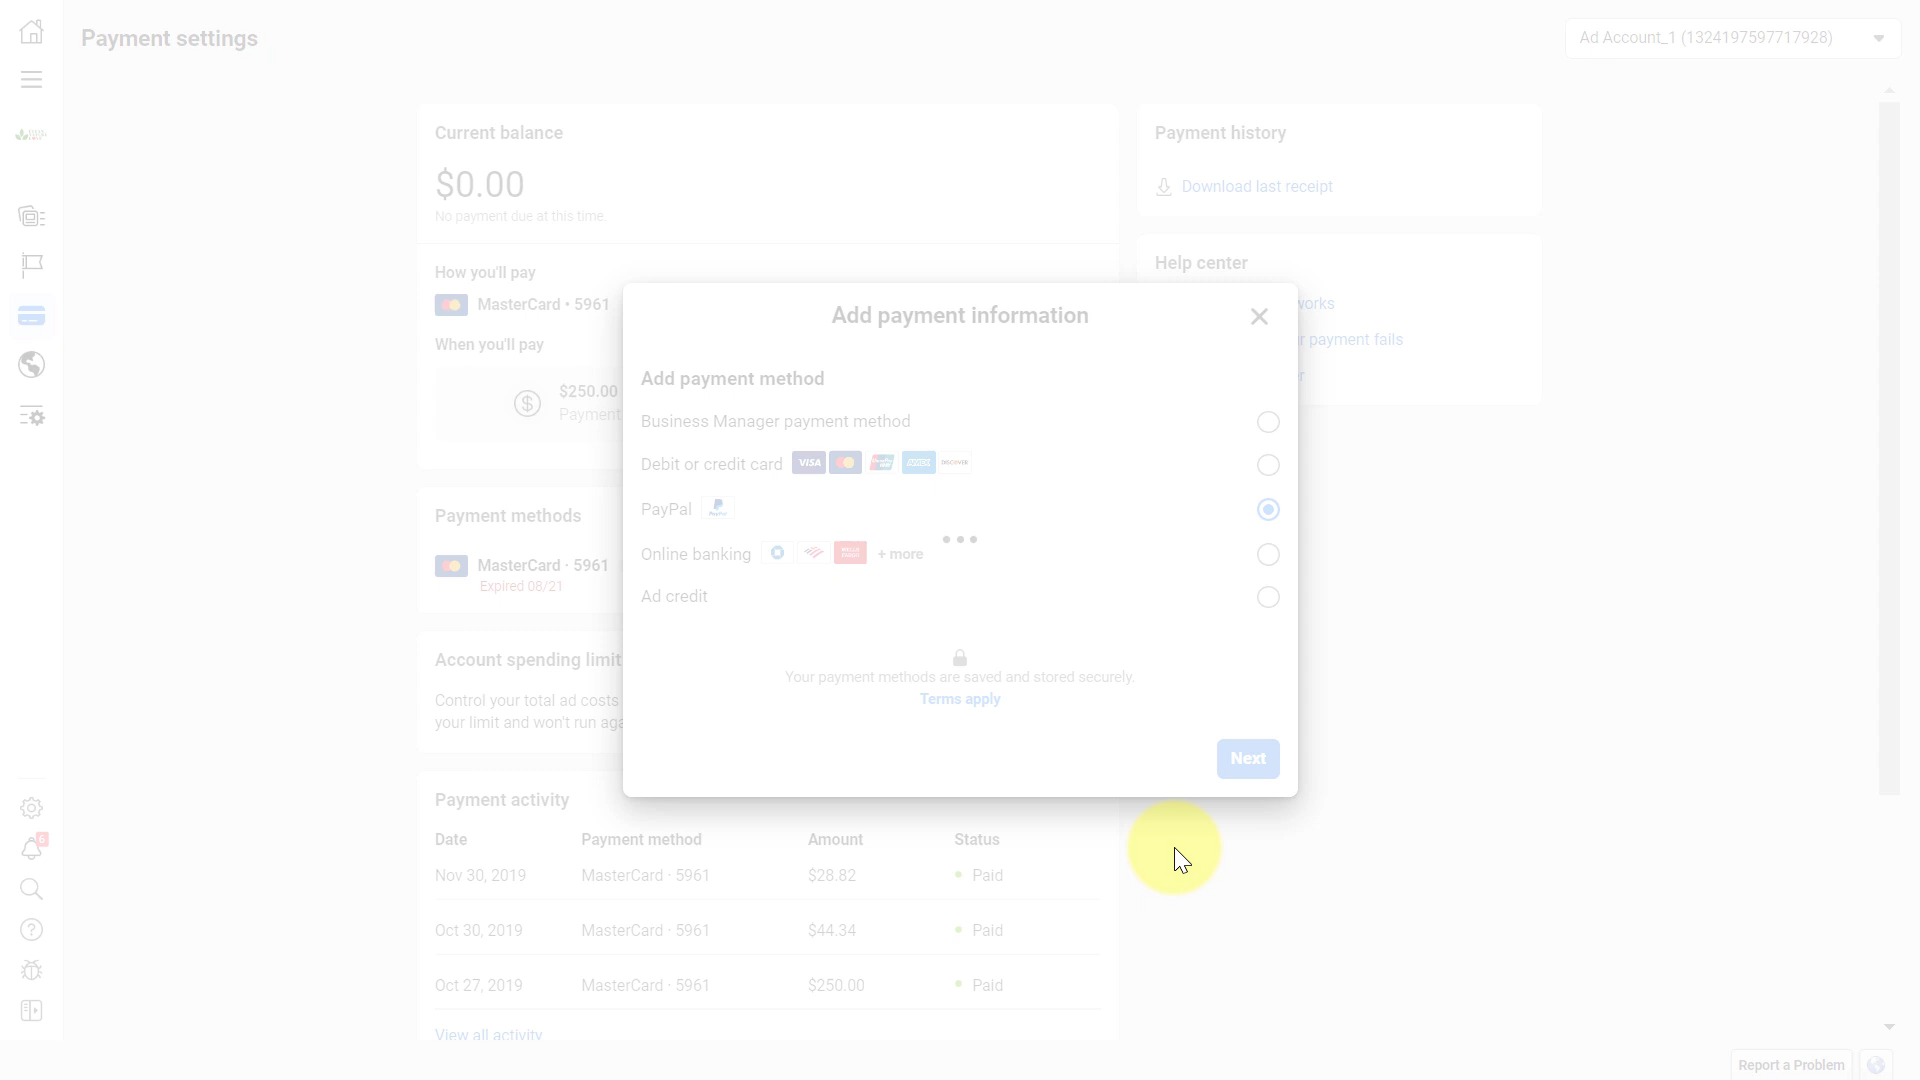 Payment settings
Ad Account_1 (1324197597717928)
Current balance
$0.00
No payment due at this time.
How you'll pay
MasterCard • 5961
When you'll pay
$250.00
Payment
Payment history
Download last receipt
Help center
works
r payment fails
r
Add payment information
Add payment method
Business Manager payment method
Debit or credit card VISA AMEX DISCOVER
PayPal PayPal
Online banking WELLS FARGO + more
Ad credit
Your payment methods are saved and stored securely.
Terms apply
Next
Payment methods
MasterCard · 5961
Expired 08/21
Account spending limit
Control your total ad costs
your limit and won't run aga
Payment activity
Date Payment method Amount Status
Nov 30, 2019 MasterCard · 5961 $28.82 Paid
Oct 30, 2019 MasterCard · 5961 $44.34 Paid
Oct 27, 2019 MasterCard · 5961 $250.00 Paid
View all activity
6
Report a Problem